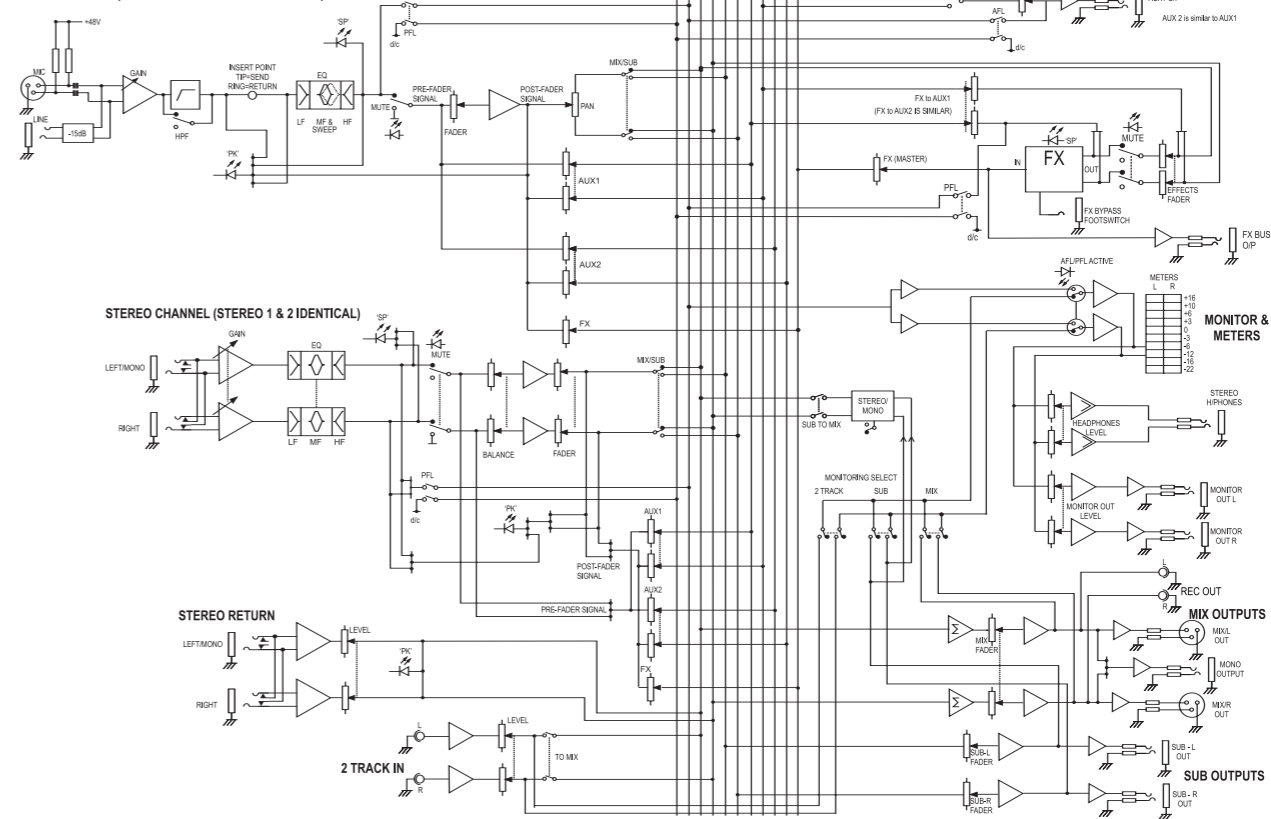 +48V
'SP'
PFL
d/c
AFL
d/c
AUX 2 is similar to AUX1
MIC
GAIN
INSERT POINT
TIP=SEND
RING=RETURN
EQ
LF MF & HF
SWEEP
PRE-FADER
SIGNAL
POST-FADER
SIGNAL
MIX/SUB
PAN
MUTE
FADER
LINE
-15dB
HPF
'PK'
AUX1
AUX2
FX
FX to AUX1
(FX to AUX2 IS SIMILAR)
'SP'
MUTE
FX (MASTER)
IN
FX
OUT
PFL
d/c
EFFECTS
FADER
FX BYPASS
FOOTSWITCH
FX BUS
O/P
AFL/PFL ACTIVE
METERS
L R
+16
+10
+6
+3
0
-3
-6
-12
-16
-22
MONITOR &
METERS
STEREO CHANNEL (STEREO 1 & 2 IDENTICAL)
'SP'
GAIN
EQ
MUTE
MIX/SUB
LEFT/MONO
RIGHT
LF MF HF
BALANCE
FADER
PFL
d/c
'PK'
POST-FADER
SIGNAL
PRE-FADER SIGNAL
AUX1
AUX2
FX
STEREO/
MONO
SUB TO MIX
MONITORING SELECT
2 TRACK SUB MIX
STEREO
H/PHONES
HEADPHONES
LEVEL
MONITOR
OUT L
MONITOR OUT
LEVEL
MONITOR
OUT R
L
REC OUT
R
MIX OUTPUTS
STEREO RETURN
LEFT/MONO
LEVEL
'PK'
RIGHT
Σ
MIX
FADER
Σ
MIX/L
OUT
MONO
OUTPUT
MIX/R
OUT
2 TRACK IN
L
R
LEVEL
TO MIX
SUB-L
FADER
SUB-R
FADER
SUB - L
OUT
SUB OUTPUTS
SUB - R
OUT